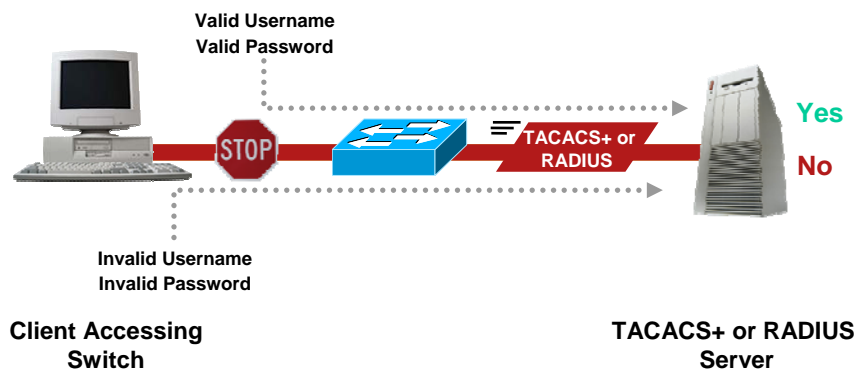 Valid Username
Valid Password
STOP
TACACS+ or
RADIUS
Yes
No
Invalid Username
Invalid Password
Client Accessing
Switch
TACACS+ or RADIUS
Server